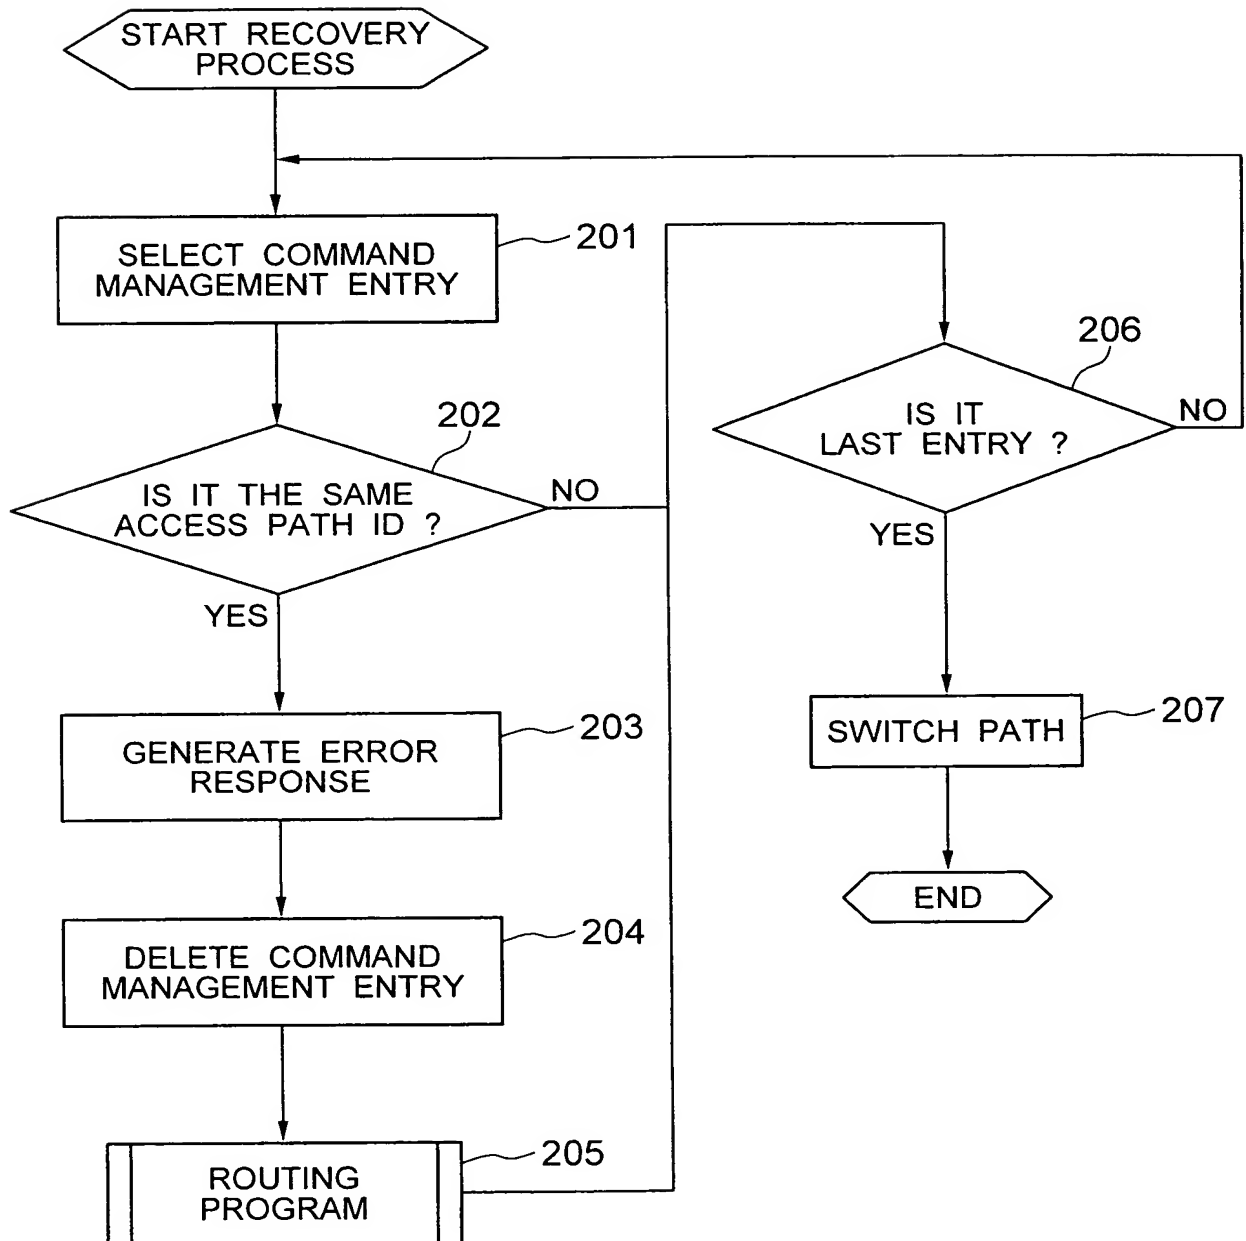 START RECOVERY
PROCESS
SELECT COMMAND
MANAGEMENT ENTRY
201
IS IT THE SAME
ACCESS PATH ID ?
202
NO
YES
GENERATE ERROR
RESPONSE
203
DELETE COMMAND
MANAGEMENT ENTRY
204
ROUTING
PROGRAM
205
IS IT
LAST ENTRY ?
206
NO
YES
SWITCH PATH
207
END